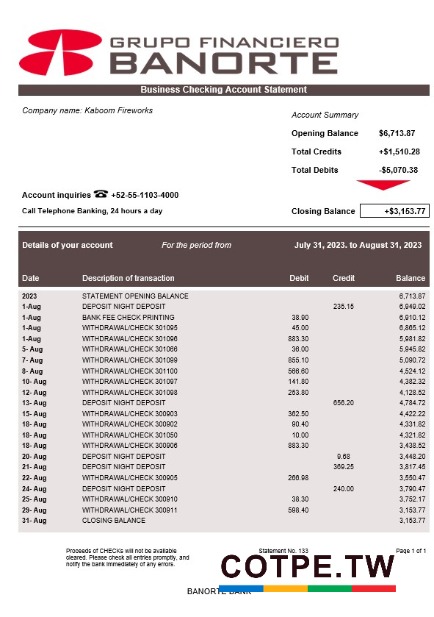 GRUPO FINANCIERO
BANORTE
Business Checking Account Statement
Company name: Kaboom Fireworks
Account Summary
Opening Balance $6,713.87
Total Credits +$1,510.28
Total Debits -$5,070.38
Account inquiries ☎ +52-55-1103-4000
Call Telephone Banking, 24 hours a day
Closing Balance +$3,153.77
Details of your account For the period from July 31, 2023. to August 31, 2023
Date Description of transaction Debit Credit Balance
2023 STATEMENT OPENING BALANCE 6,713.87
1-Aug DEPOSIT NIGHT DEPOSIT 235.15 6,949.02
1-Aug BANK FEE CHECK PRINTING 38.90 6,910.12
1-Aug WITHDRAWAL/CHECK 301095 45.00 6,865.12
1-Aug WITHDRAWAL/CHECK 301096 883.30 5,981.82
5- Aug WITHDRAWAL/CHECK 301066 36.00 5,945.82
7- Aug WITHDRAWAL/CHECK 301099 855.10 5,090.72
8- Aug WITHDRAWAL/CHECK 301100 566.60 4,524.12
10- Aug WITHDRAWAL/CHECK 301097 141.80 4,382.32
12- Aug WITHDRAWAL/CHECK 301098 253.80 4,128.52
13- Aug DEPOSIT NIGHT DEPOSIT 656.20 4,784.72
15- Aug WITHDRAWAL/CHECK 300903 362.50 4,422.22
18- Aug WITHDRAWAL/CHECK 300902 90.40 4,331.82
18- Aug WITHDRAWAL/CHECK 301050 10.00 4,321.82
18- Aug WITHDRAWAL/CHECK 300906 883.30 3,438.52
20- Aug DEPOSIT NIGHT DEPOSIT 9.68 3,448.20
21- Aug DEPOSIT NIGHT DEPOSIT 369.25 3,817.45
22- Aug WITHDRAWAL/CHECK 300905 266.98 3,550.47
24- Aug DEPOSIT NIGHT DEPOSIT 240.00 3,790.47
25- Aug WITHDRAWAL/CHECK 300910 38.30 3,752.17
29- Aug WITHDRAWAL/CHECK 300911 598.40 3,153.77
31- Aug CLOSING BALANCE 3,153.77
Proceeds of CHECKs will not be available
cleared. Please check all entries promptly, and
notify the bank immediately of any errors.
Statement No. 133
Page 1 of 1
COTPE.TW
BANORTE BANK